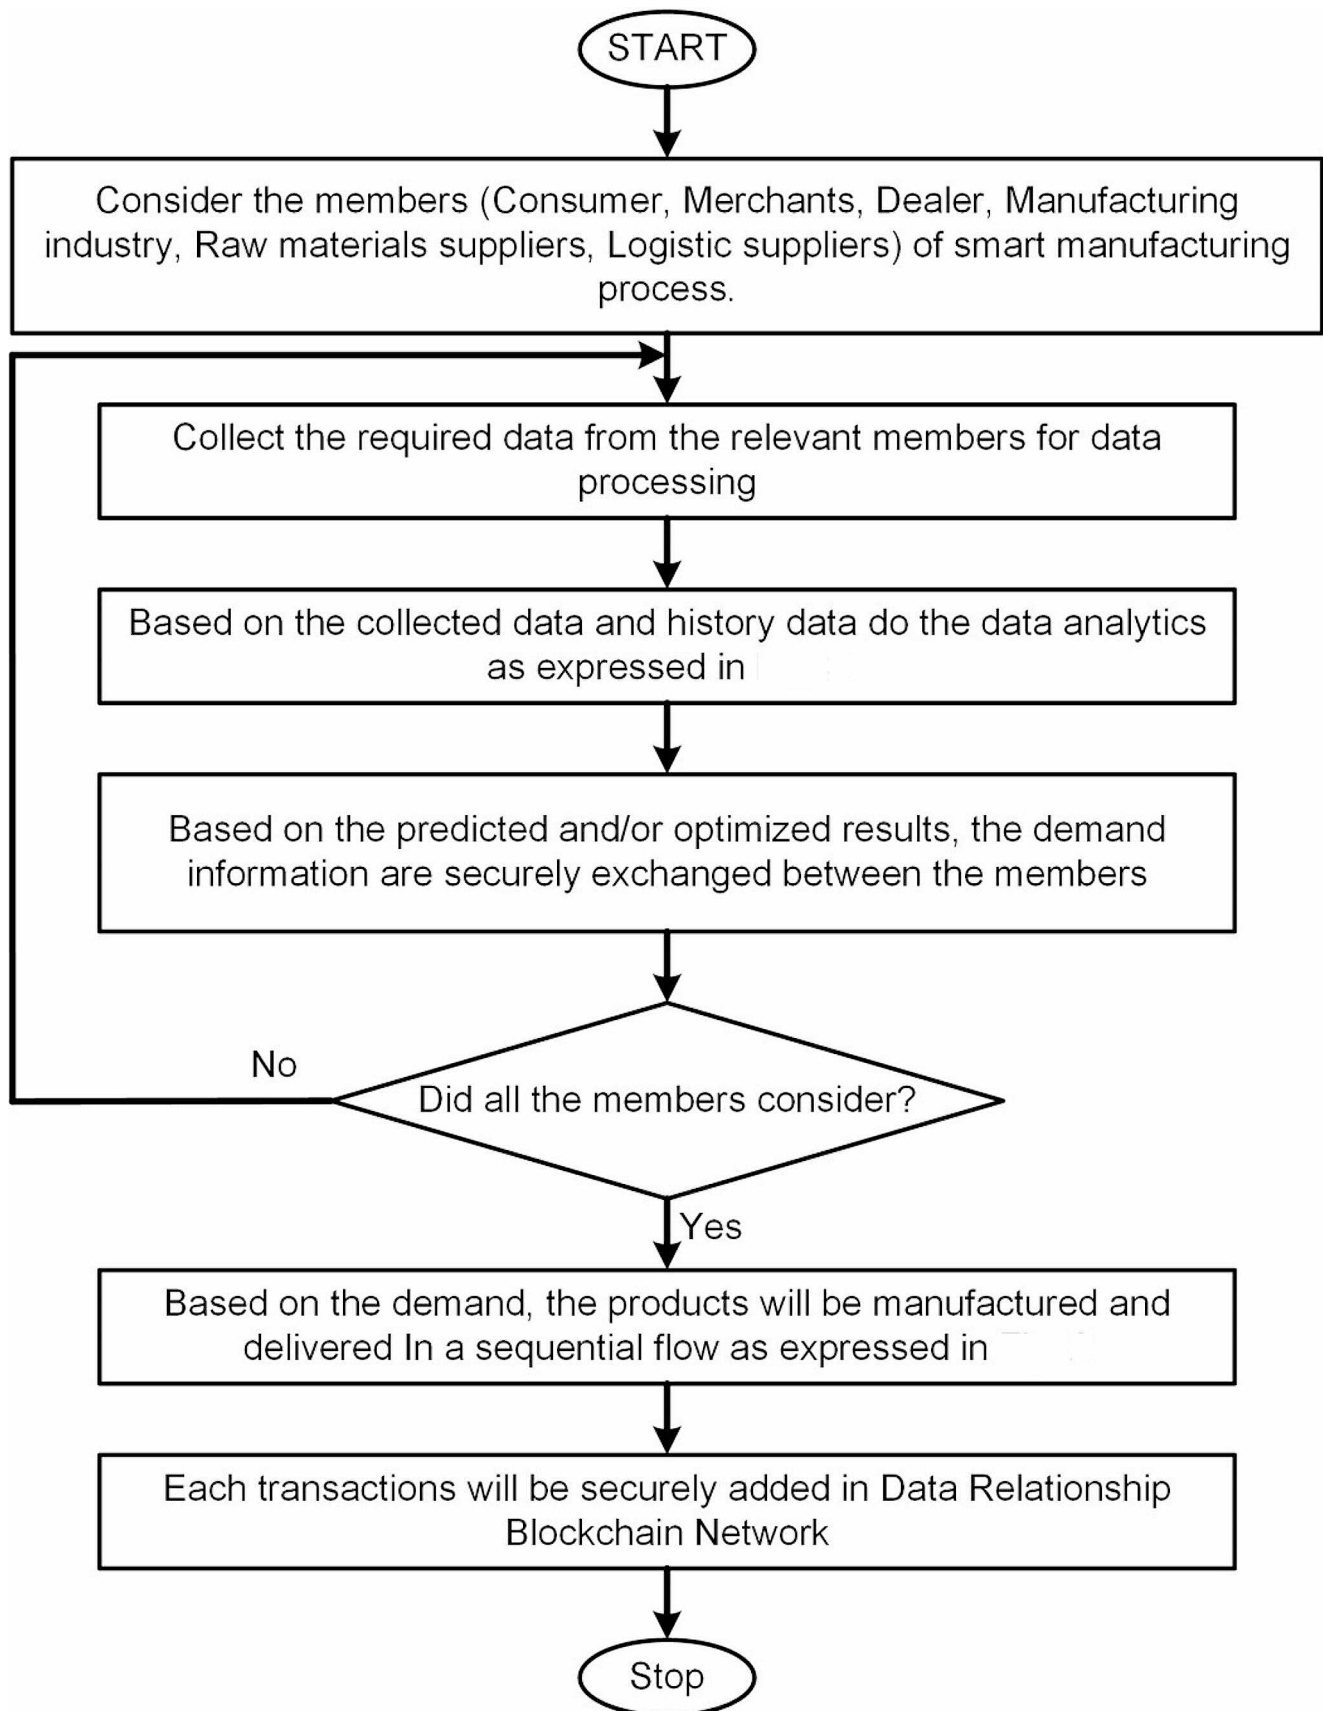 START
Consider the members (Consumer, Merchants, Dealer, Manufacturing
industry, Raw materials suppliers, Logistic suppliers) of smart manufacturing
process.
Collect the required data from the relevant members for data
processing
Based on the collected data and history data do the data analytics
as expressed in
Based on the predicted and/or optimized results, the demand
information are securely exchanged between the members
No
Did all the members consider?
Yes
Based on the demand, the products will be manufactured and
delivered In a sequential flow as expressed in
Each transactions will be securely added in Data Relationship
Blockchain Network
Stop